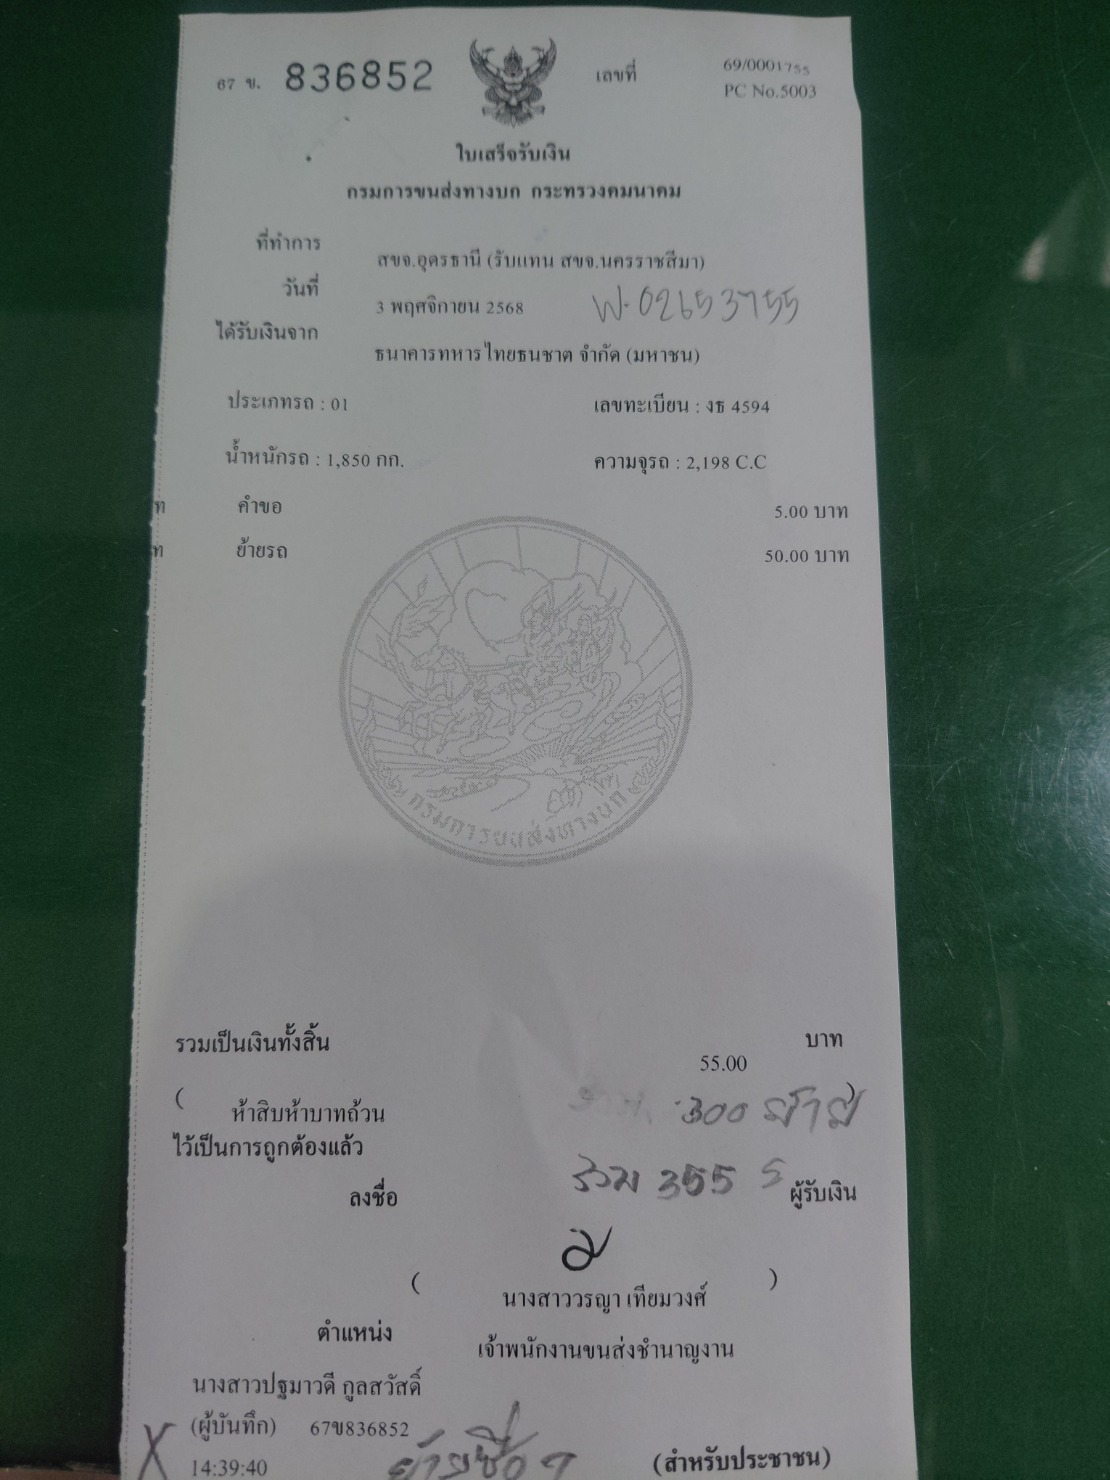 67 ข. 836852 เลขที่ 69/0001755
PC No.5003
ใบเสร็จรับเงิน
กรมการขนส่งทางบก กระทรวงคมนาคม
ที่ทำการ สขจ.อุดรธานี (รับแทน สขจ.นครราชสีมา)
วันที่ 3 พฤศจิกายน 2568 พ. 02653755
ได้รับเงินจาก ธนาคารทหารไทยธนชาต จำกัด (มหาชน)
ประเภทรถ : 01 เลขทะเบียน : งธ 4594
น้ำหนักรถ : 1,850 กก. ความจุรถ : 2,198 C.C
ท คำขอ 5.00 บาท
ท ย้ายรถ 50.00 บาท
กรมการขนส่งทางบก
รวมเป็นเงินทั้งสิ้น 55.00 บาท
( ห้าสิบห้าบาทถ้วน ) 300
ไว้เป็นการถูกต้องแล้ว
รวม 355
ลงชื่อ ผู้รับเงิน
( นางสาววรญา เทียมวงศ์ )
ตำแหน่ง เจ้าพนักงานขนส่งชำนาญงาน
นางสาวปฐมาวดี กูลสวัสดิ์
(ผู้บันทึก) 67ข836852
14:39:40 (สำหรับประชาชน)